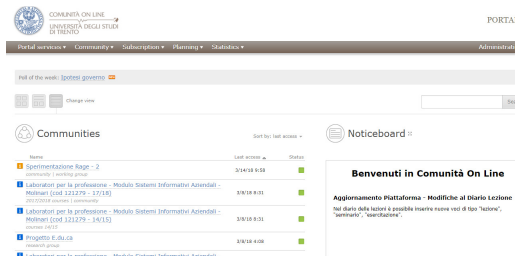 COMUNITÀ ON LINE
UNIVERSITÀ DEGLI STUDI
DI TRENTO
Portal services Community Subscription Planning Statistics
Poll of the week: Ipotesi governo
Change view
Communities
Sort by: last access
Name Last access Status
Sperimentazione Rage - 2 3/14/18 9:58
community | working group
Laboratori per la professione - Modulo Sistemi Informativi Aziendali -
Molinari (cod 121279 - 17/18) 3/8/18 8:31
2017/2018 courses | community
Laboratori per la professione - Modulo Sistemi Informativi Aziendali -
Molinari (cod 121279 - 14/15) 3/8/18 8:31
courses 14/15
Progetto E.du.ca 3/8/18 4:08
research group
Laboratori per la professione - Modulo Sistemi Informativi Aziendali -
Noticeboard
Benvenuti in Comunità On Line
Aggiornamento Piattaforma - Modifiche al Diario Lezione
Nel diario delle lezioni è possibile inserire nuove voci di tipo "lezione",
"seminario", "esercitazione".